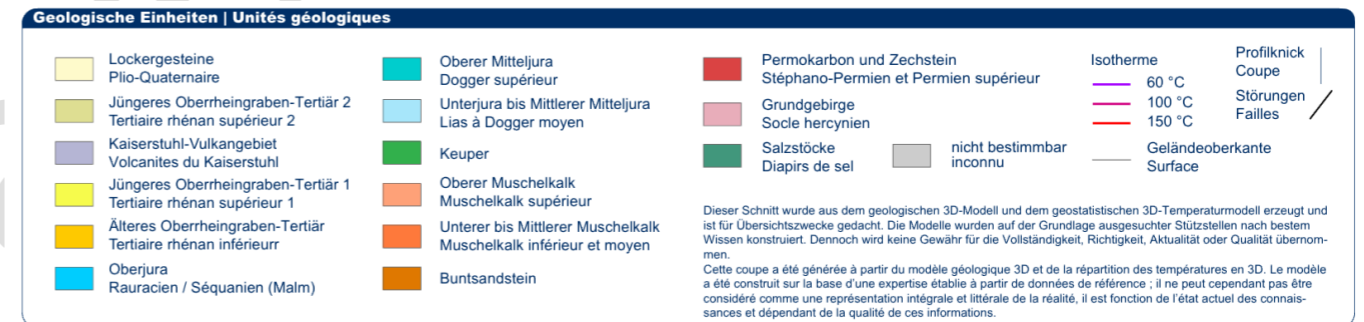 Geologische Einheiten | Unités géologiques
Lockergesteine
Plio-Quaternaire
Jüngeres Oberrheingraben-Tertiär 2
Tertiaire rhénan supérieur 2
Kaiserstuhl-Vulkangebiet
Volcanites du Kaiserstuhl
Jüngeres Oberrheingraben-Tertiär 1
Tertiaire rhénan supérieur 1
Älteres Oberrheingraben-Tertiär
Tertiaire rhénan inférieurr
Oberjura
Rauracien / Séquanien (Malm)
Oberer Mitteljura
Dogger supérieur
Unterjura bis Mittlerer Mitteljura
Lias à Dogger moyen
Keuper
Oberer Muschelkalk
Muschelkalk supérieur
Unterer bis Mittlerer Muschelkalk
Muschelkalk inférieur et moyen
Buntsandstein
Permokarbon und Zechstein
Stéphano-Permien et Permien supérieur
Grundgebirge
Socle hercynien
Salzstöcke
Diapirs de sel
nicht bestimmbar
inconnu
Isotherme
60 °C
100 °C
150 °C
Geländeoberkante
Surface
Profilknick
Coupe
Störungen
Failles
Dieser Schnitt wurde aus dem geologischen 3D-Modell und dem geostatistischen 3D-Temperaturmodell erzeugt und
ist für Übersichtszwecke gedacht. Die Modelle wurden auf der Grundlage ausgesuchter Stützstellen nach bestem
Wissen konstruiert. Dennoch wird keine Gewähr für die Vollständigkeit, Richtigkeit, Aktualität oder Qualität übernom-
men.
Cette coupe a été générée à partir du modèle géologique 3D et de la répartition des températures en 3D. Le modèle
a été construit sur la base d'une expertise établie à partir de données de référence ; il ne peut cependant pas être
considéré comme une représentation intégrale et littérale de la réalité, il est fonction de l'état actuel des connais-
sances et dépendant de la qualité de ces informations.